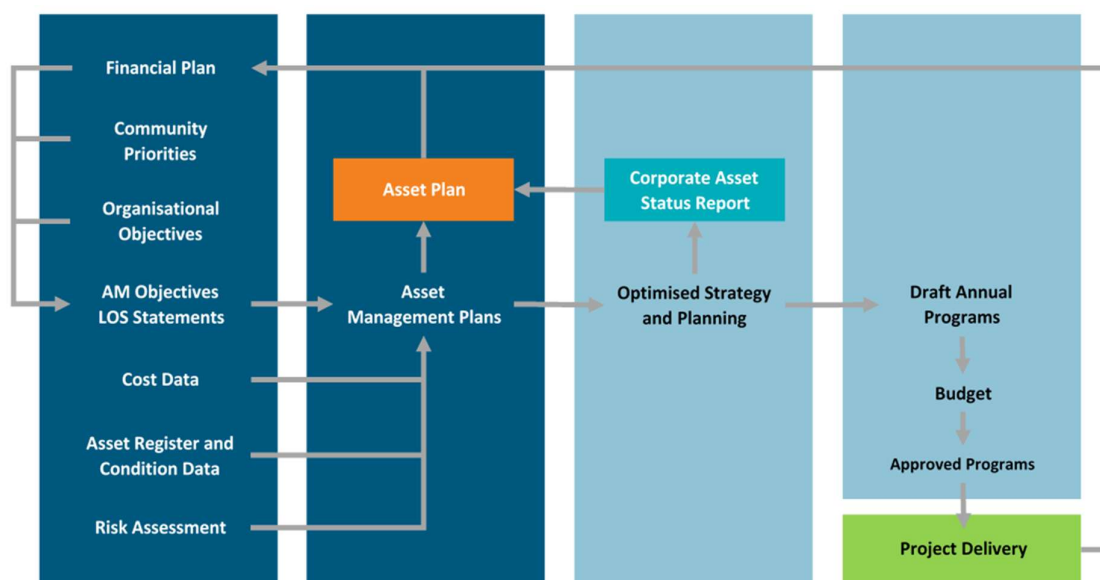 Financial Plan
Community
Priorities
Organisational
Objectives
AM Objectives
LOS Statements
Cost Data
Asset Register and
Condition Data
Risk Assessment
Asset Plan
Asset
Management Plans
Corporate Asset
Status Report
Optimised Strategy
and Planning
Draft Annual
Programs
Budget
Approved Programs
Project Delivery